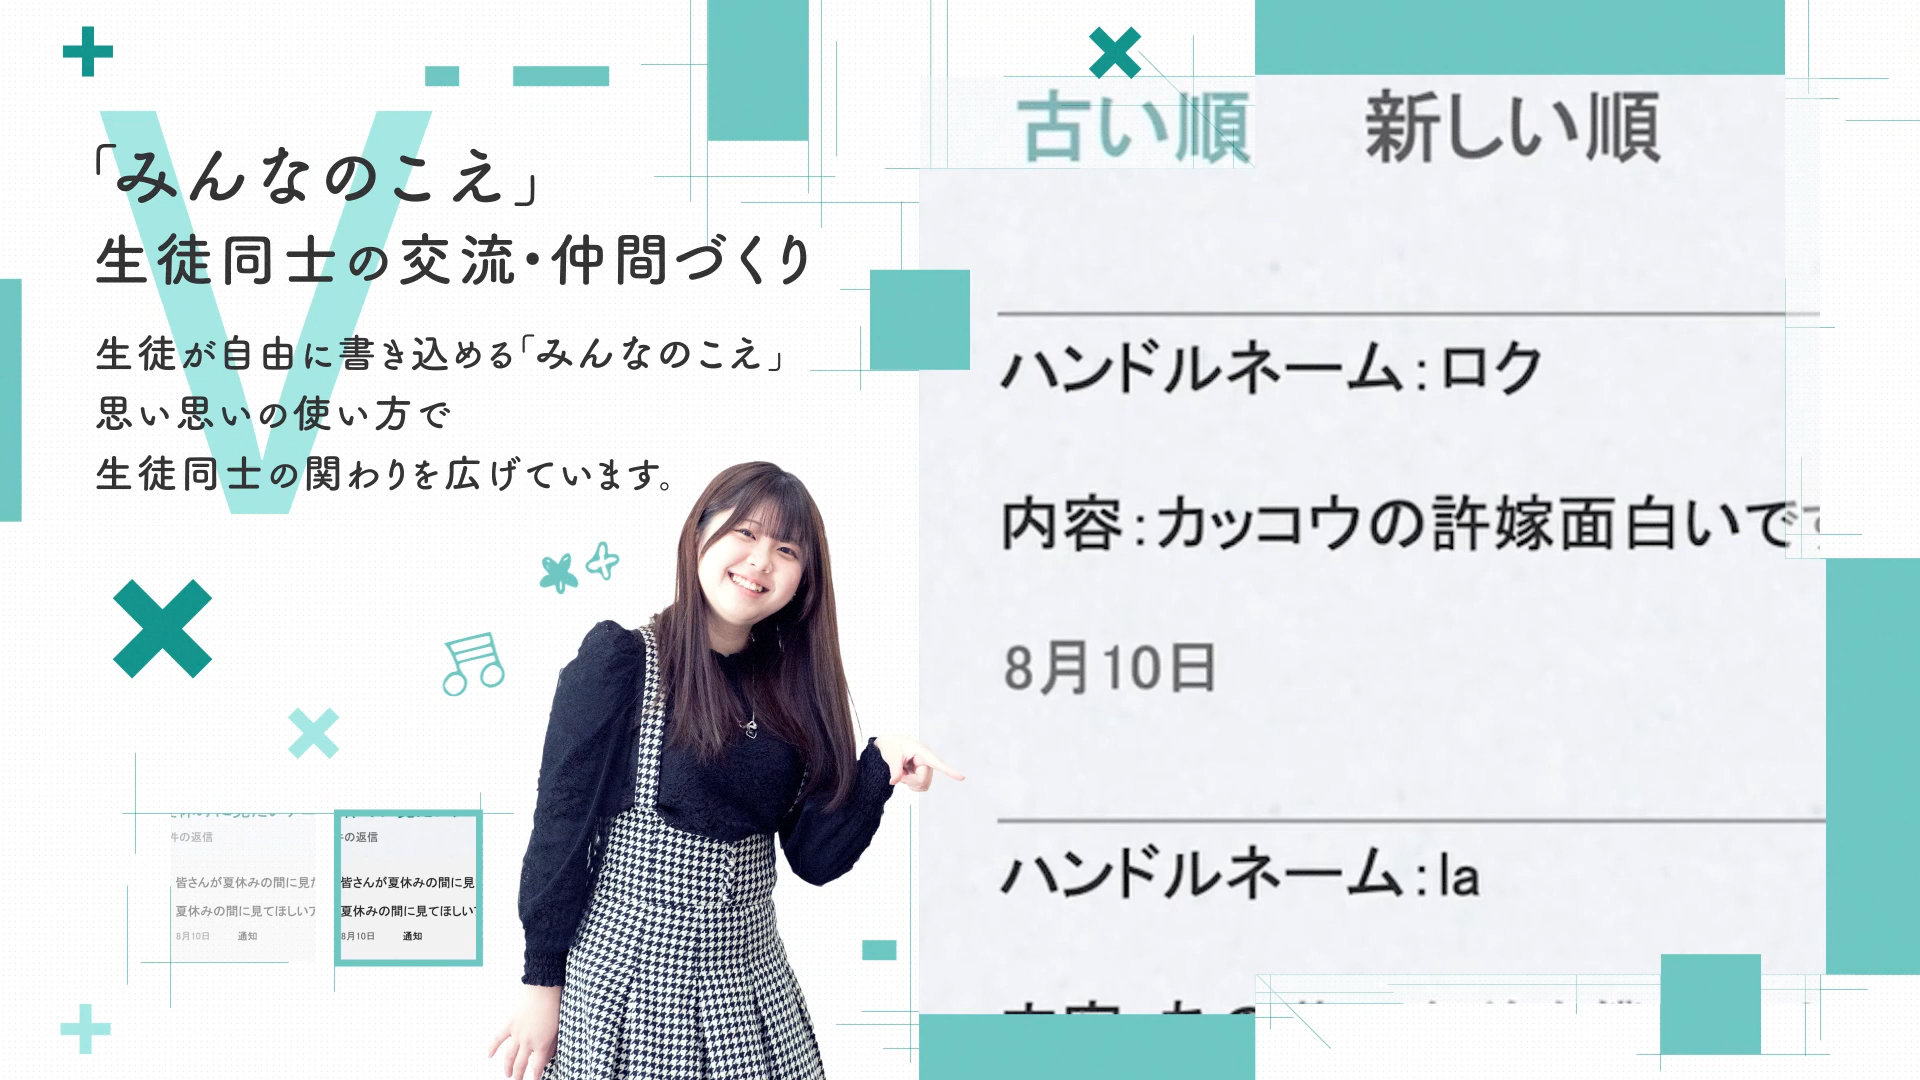 「みんなのこえ」
生徒同士の交流・仲間づくり
生徒が自由に書き込める「みんなのこえ」
思い思いの使い方で
生徒同士の関わりを広げています。
V
件の返信
皆さんが夏休みの間に見た
夏休みの間に見てほしいア
8月10日 通知
の返信
皆さんが夏休みの間に見
夏休みの間に見てほしい
8月10日 通知
古い順 新しい順
ハンドルネーム：ロク
内容：カッコウの許嫁面白いです
8月10日
ハンドルネーム：la